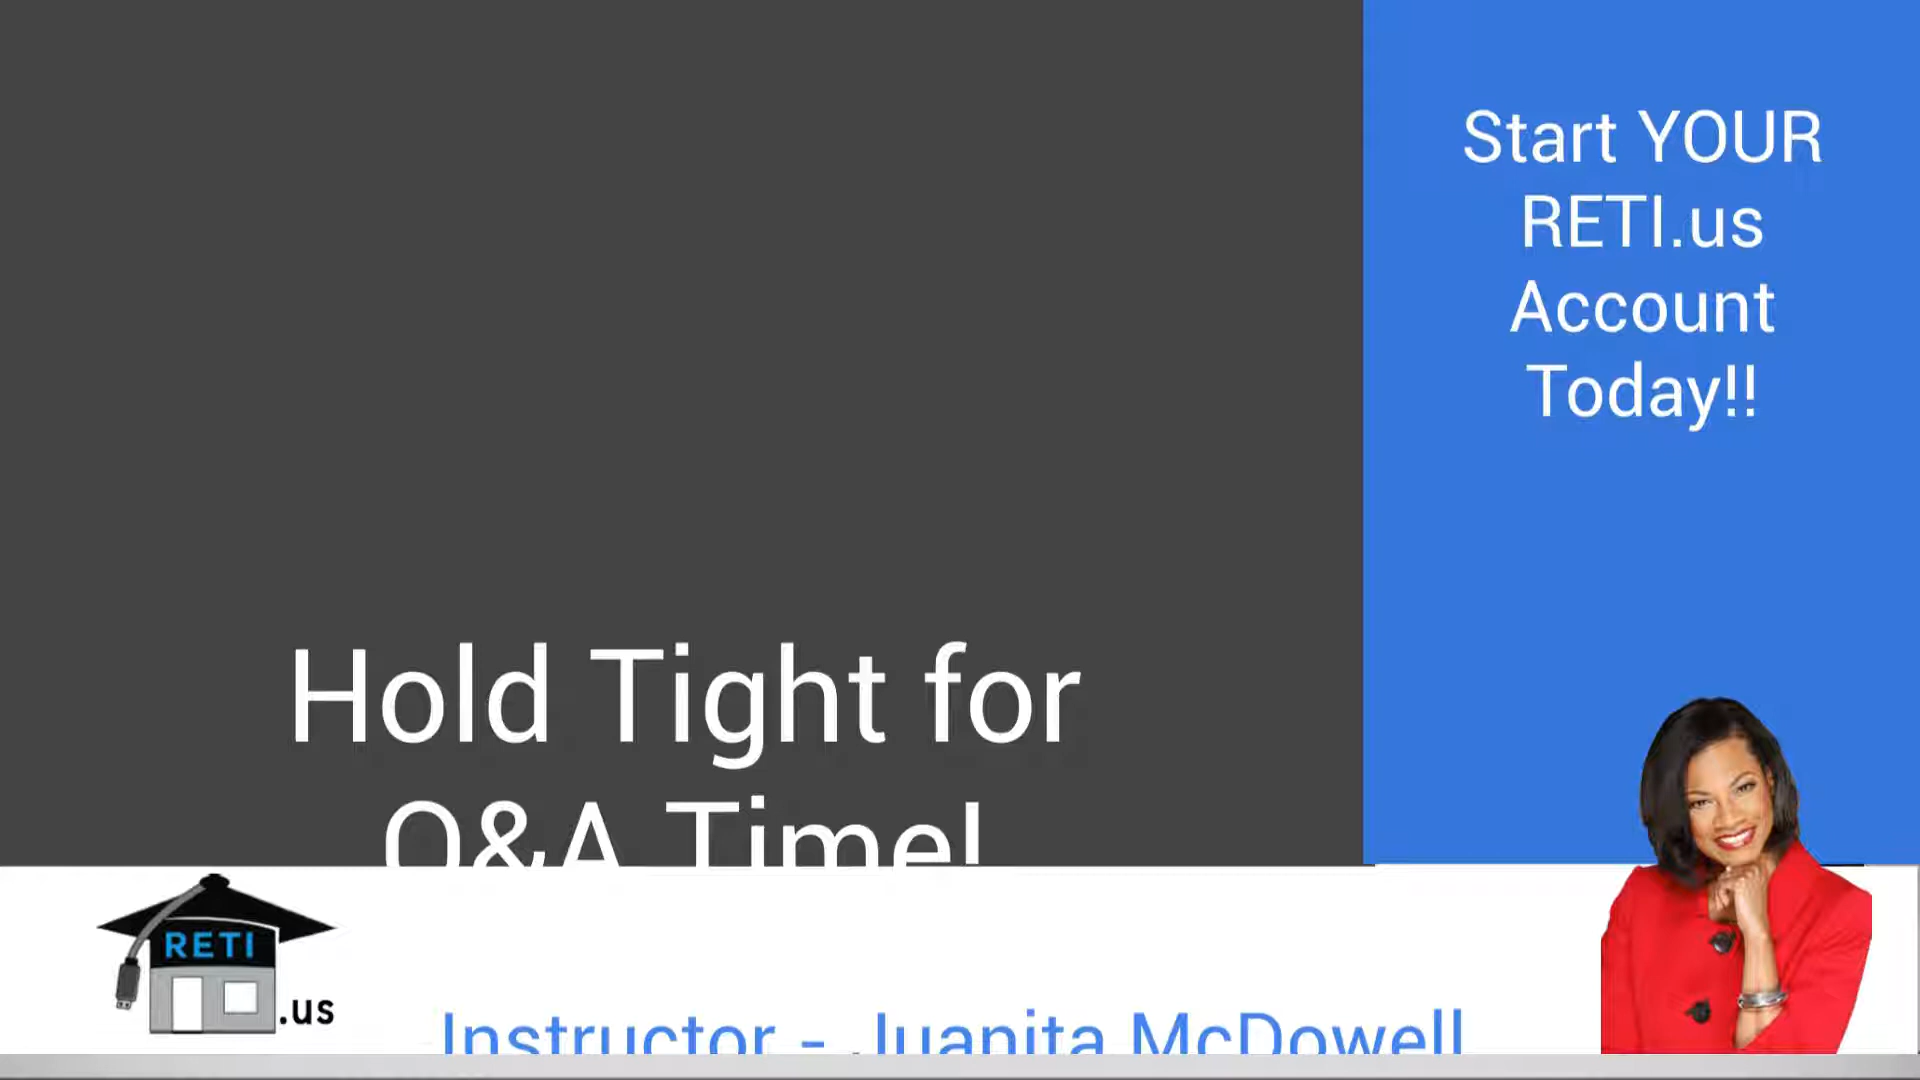 Start YOUR
RETI.us
Account
Today!!
Hold Tight for
Q&A Time!
RETI
.us
Instructor - Juanita McDowell